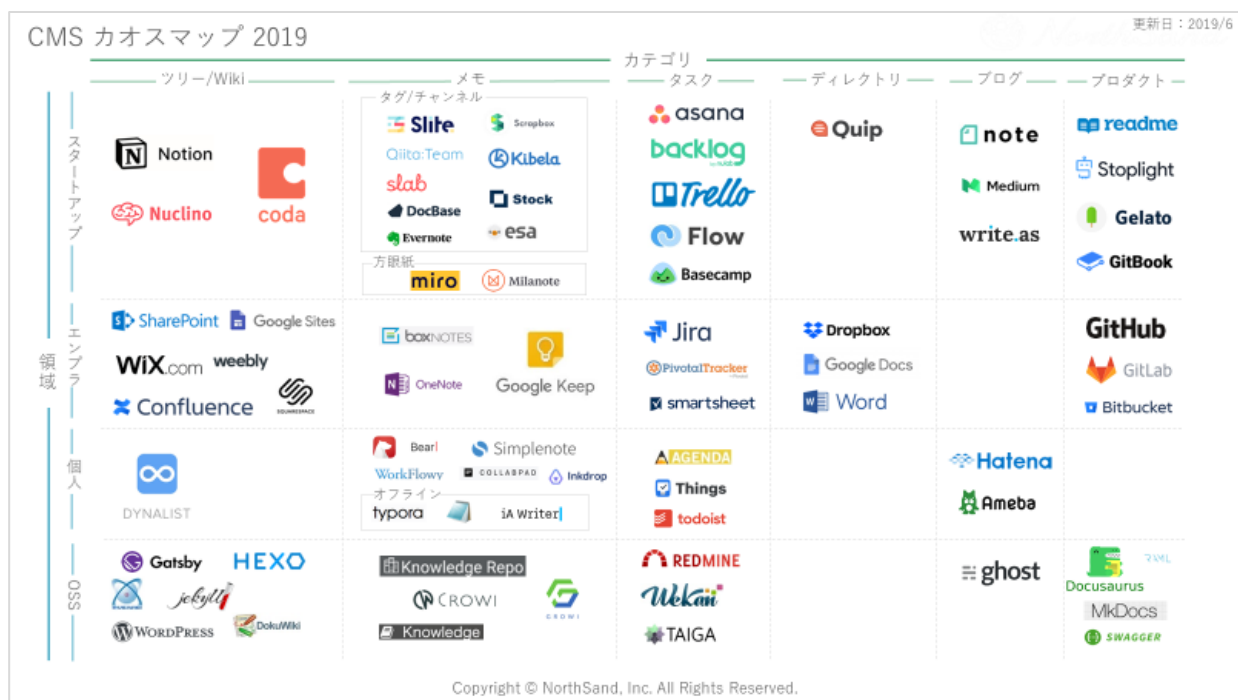 CMS カオスマップ 2019
更新日：2019/6
カテゴリ
ツリー/Wiki
メモ
タスク
ディレクトリ
ブログ
プロダクト
領域
スタートアップ
Notion
coda
Nuclino
タグ/チャンネル
Slite
Scrapbox
Qiita:Team
Kibela
slab
Stock
DocBase
esa
Evernote
方眼紙
miro
Milanote
asana
backlog
by nulab
Trello
Flow
Basecamp
Quip
note
Medium
write.as
readme
Stoplight
Gelato
GitBook
エンプラ
SharePoint
Google Sites
WiX.com
weebly
Confluence
SQUARESPACE
boxNOTES
OneNote
Google Keep
Jira
PivotalTracker
smartsheet
Dropbox
Google Docs
Word
GitHub
GitLab
Bitbucket
個人
DYNALIST
Bear
Simplenote
WorkFlowy
COLLABPAD
Inkdrop
オフライン
typora
iA Writer
AGENDA
Things
todoist
Hatena
Ameba
OSS
Gatsby
HEXO
jekyll
WORDPRESS
DokuWiki
Knowledge Repo
CROWI
GROWI
Knowledge
REDMINE
Wekan
TAIGA
ghost
Docusaurus
RAML
MkDocs
SWAGGER
Copyright © NorthSand, Inc. All Rights Reserved.